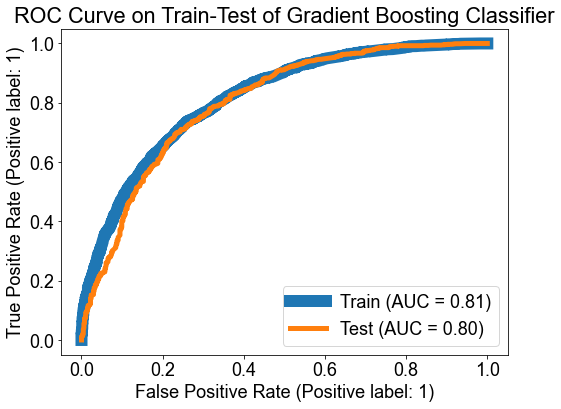 ROC Curve on Train-Test of Gradient Boosting Classifier
True Positive Rate (Positive label: 1)
1.0
0.8
0.6
0.4
0.2
0.0
Train (AUC = 0.81)
Test (AUC = 0.80)
0.0 0.2 0.4 0.6 0.8 1.0
False Positive Rate (Positive label: 1)